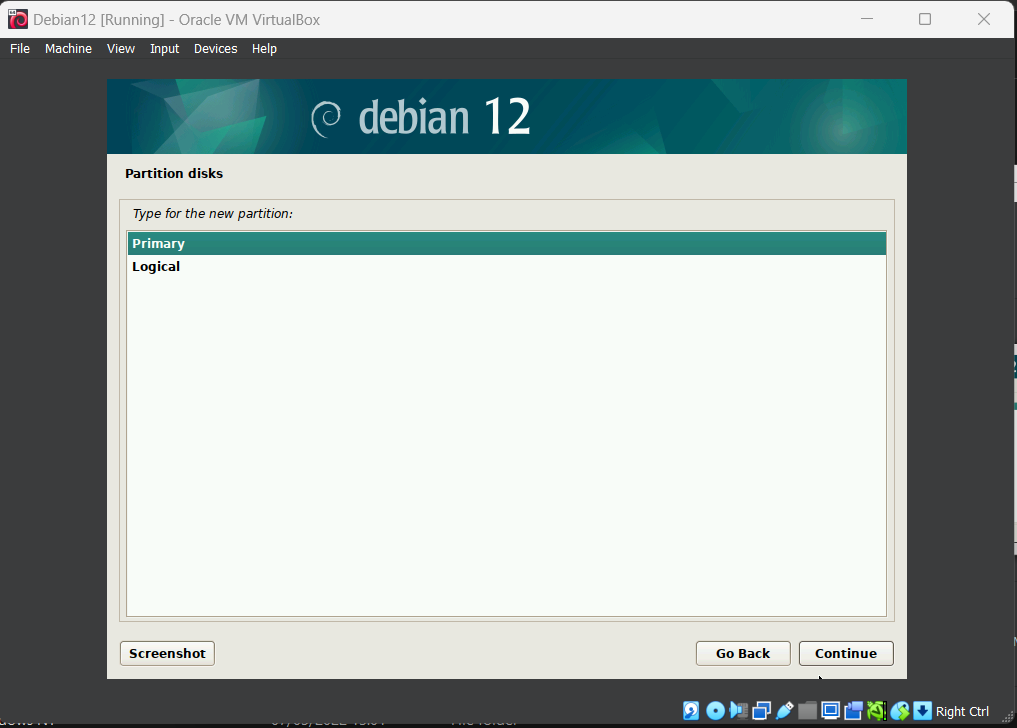 Debian12 [Running] - Oracle VM VirtualBox
File Machine View Input Devices Help
debian 12
Partition disks
Type for the new partition:
Primary
Logical
Screenshot Go Back Continue
Right Ctrl